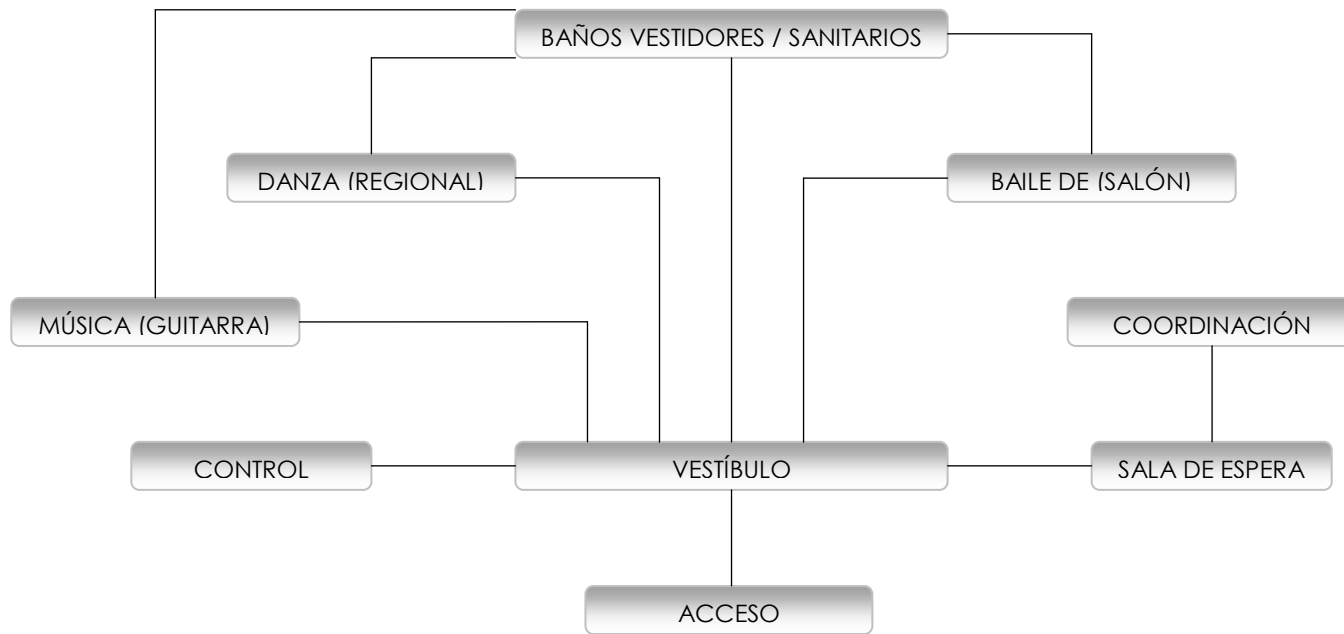 BAÑOS VESTIDORES / SANITARIOS
DANZA (REGIONAL)
BAILE DE (SALÓN)
MÚSICA (GUITARRA)
COORDINACIÓN
CONTROL
VESTÍBULO
SALA DE ESPERA
ACCESO